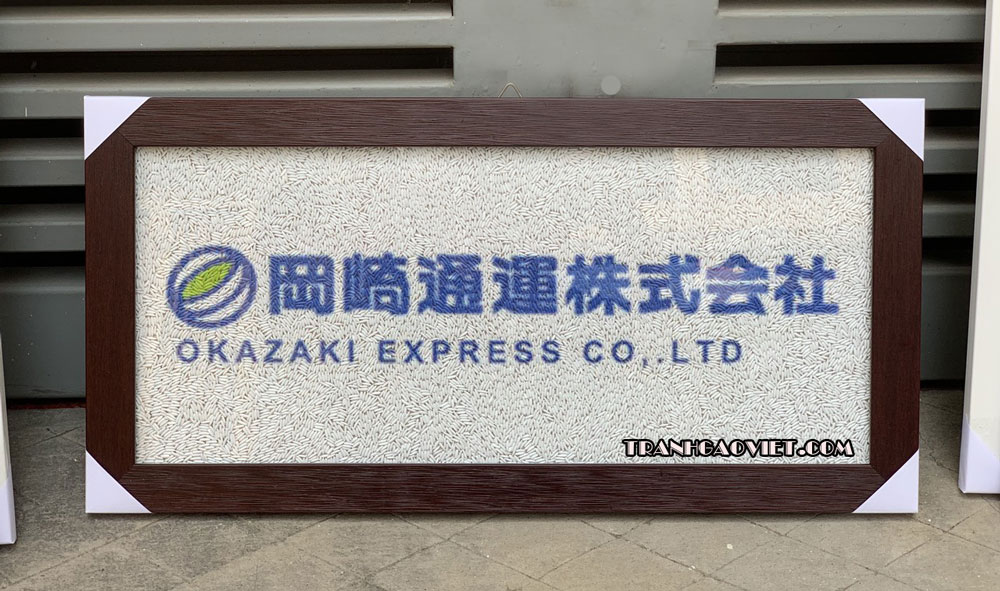 岡崎通運株式会社
OKAZAKI EXPRESS CO,.LTD
TRANHGAOVIET.COM